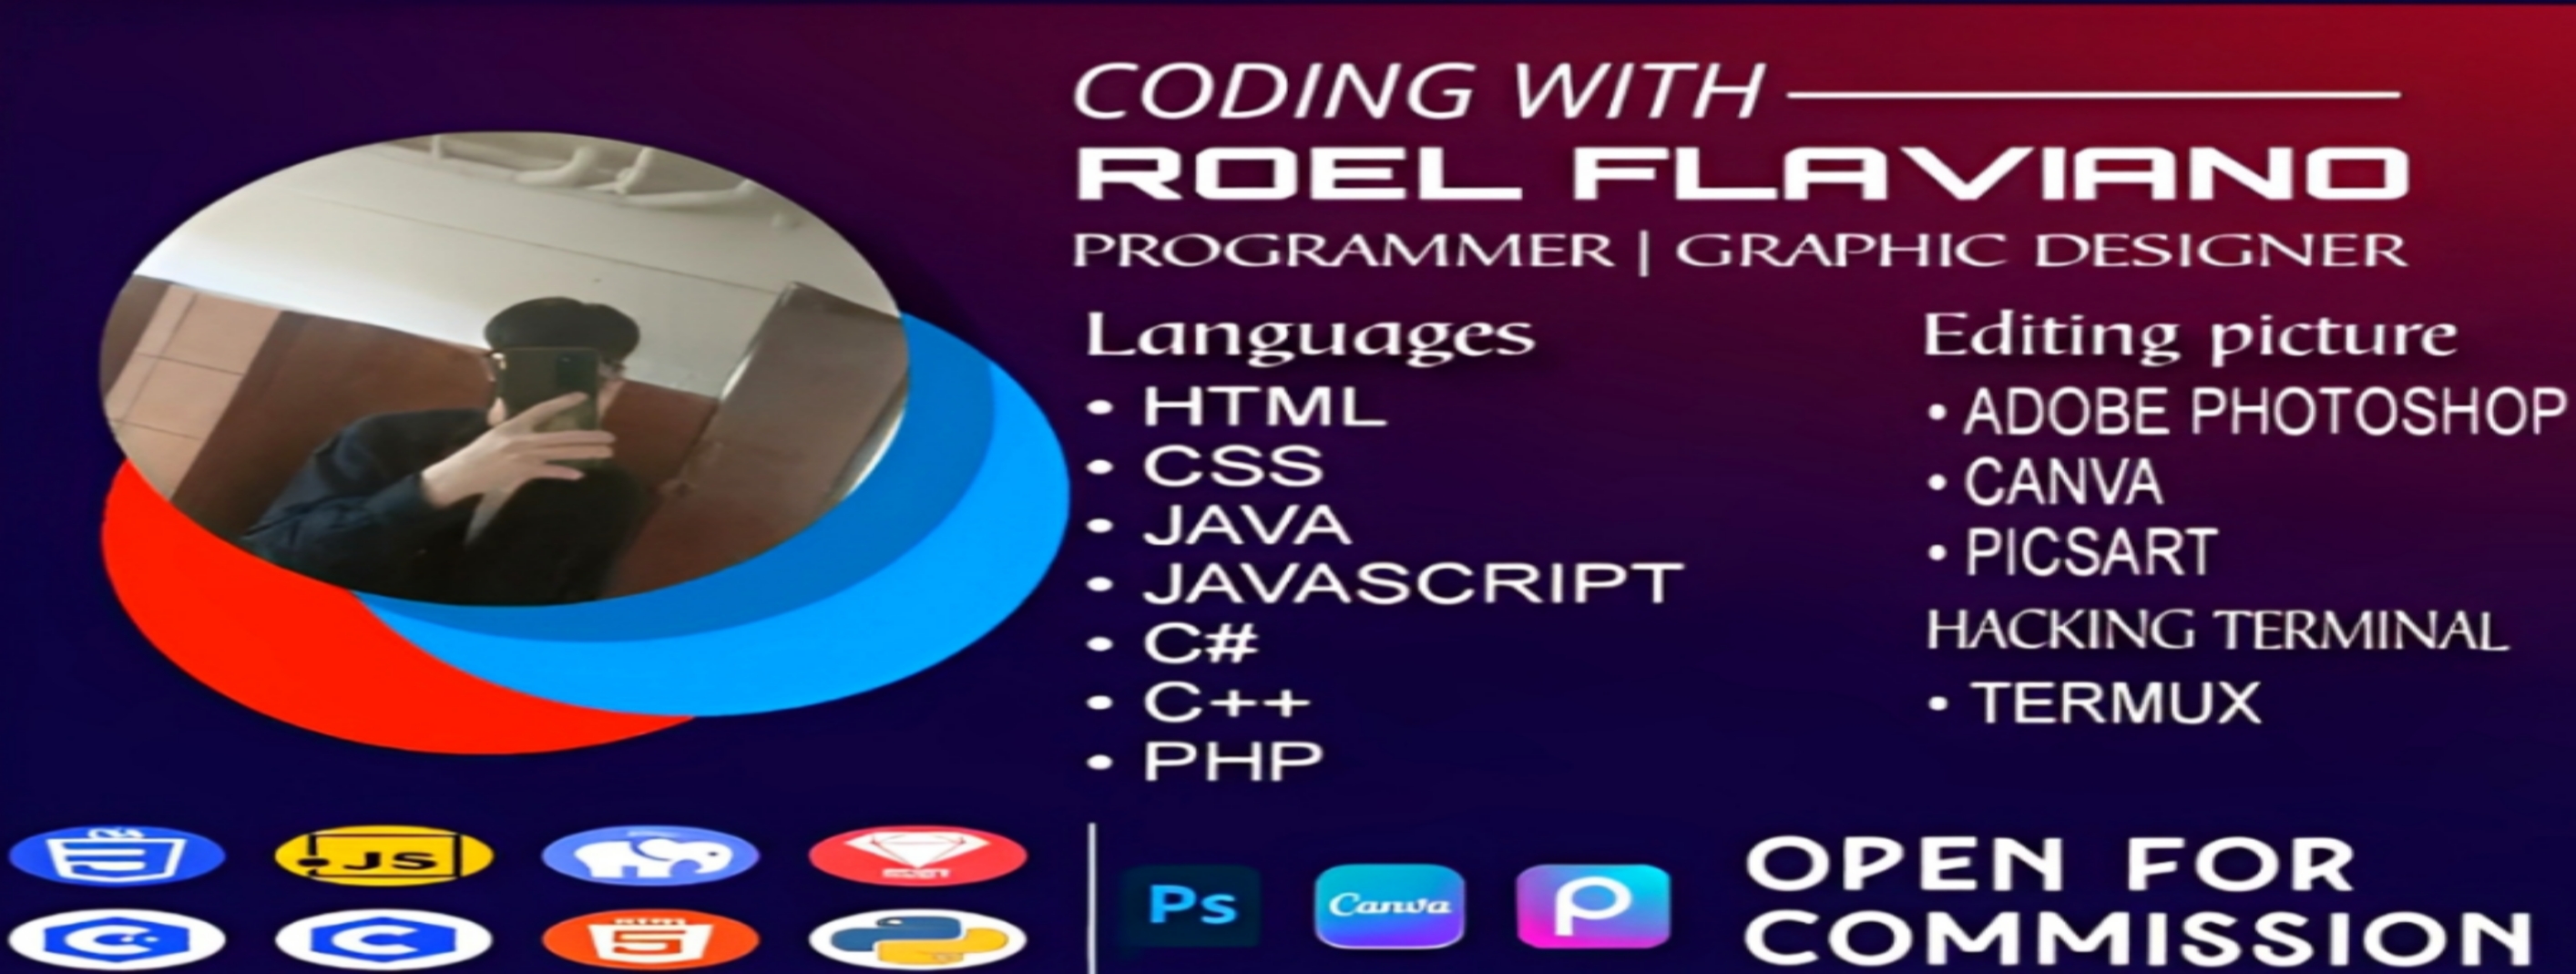 CODING WITH
ROEL FLAVIANO
PROGRAMMER | GRAPHIC DESIGNER
Languages
• HTML
• CSS
• JAVA
• JAVASCRIPT
• C#
• C++
• PHP
Editing picture
• ADOBE PHOTOSHOP
• CANVA
• PICSART
HACKING TERMINAL
• TERMUX
JS
C
C
5
Ps
Canva
P
OPEN FOR
COMMISSION